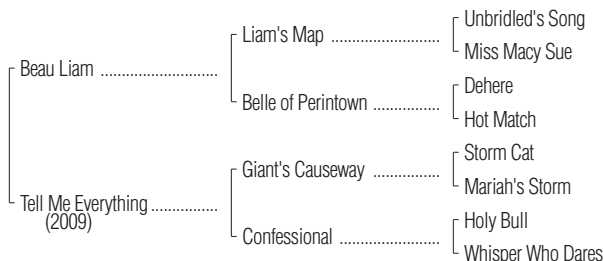 Unbridled's Song
Liam's Map ..........................
Miss Macy Sue
Beau Liam ............................
Dehere
Belle of Perintown ................
Hot Match
Storm Cat
Giant's Causeway ................
Mariah's Storm
Tell Me Everything ................
(2009)
Holy Bull
Confessional ........................
Whisper Who Dares